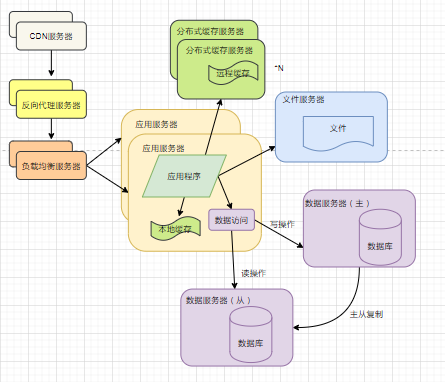 CDN服务器
反向代理服务器
负载均衡服务器
分布式缓存服务器
分布式缓存服务器
远程缓存
-N
应用服务器
应用服务器
应用程序
本地缓存
数据访问
文件服务器
文件
写操作
数据服务器（主）
数据库
读操作
主从复制
数据服务器（从）
数据库